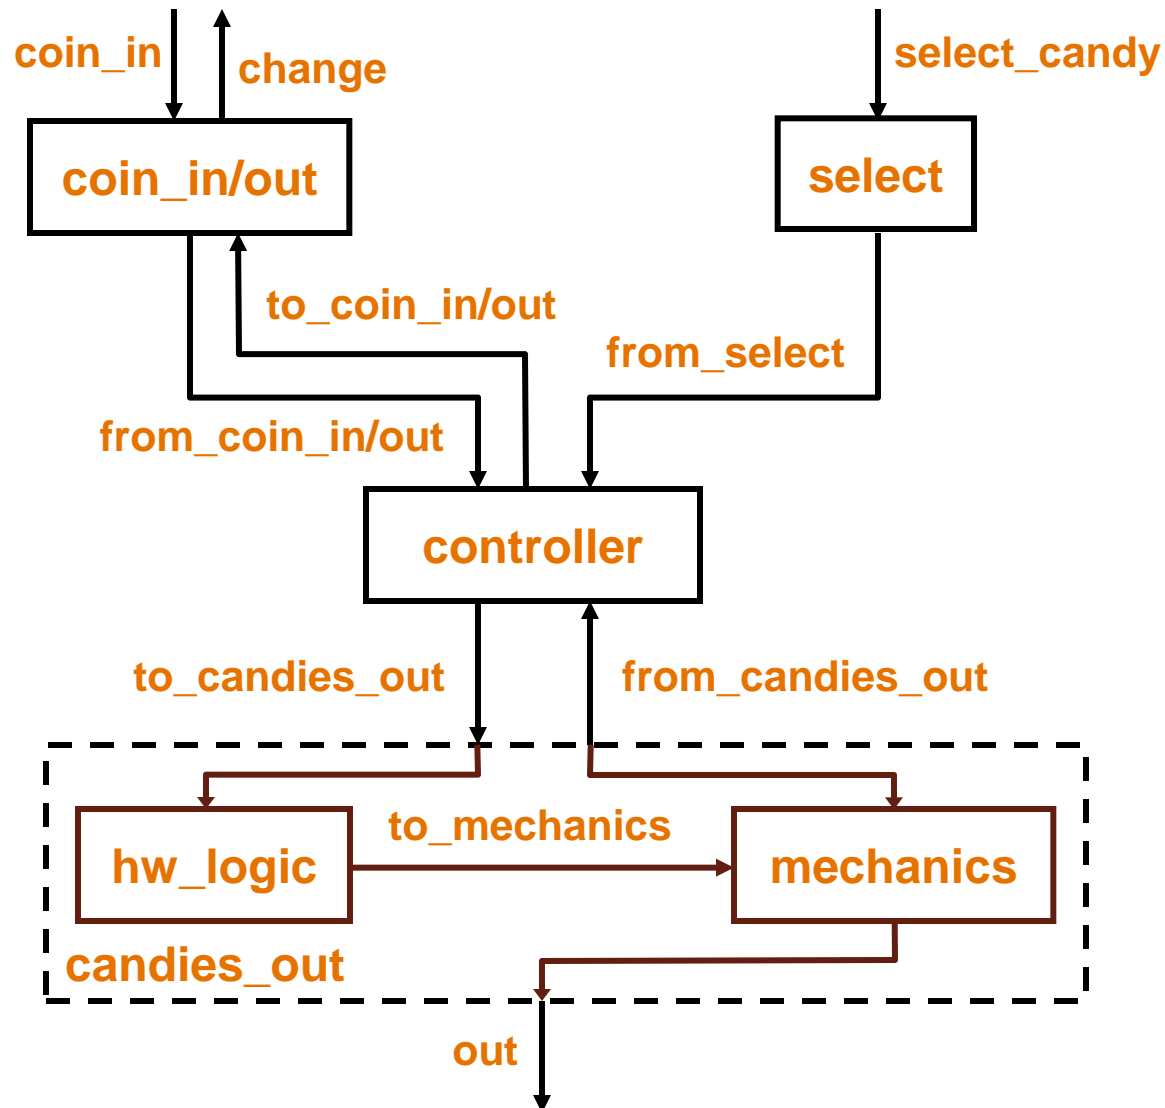 coin_in
change
select_candy
coin_in/out
select
to_coin_in/out
from_select
from_coin_in/out
controller
to_candies_out
from_candies_out
to_mechanics
hw_logic
mechanics
candies_out
out